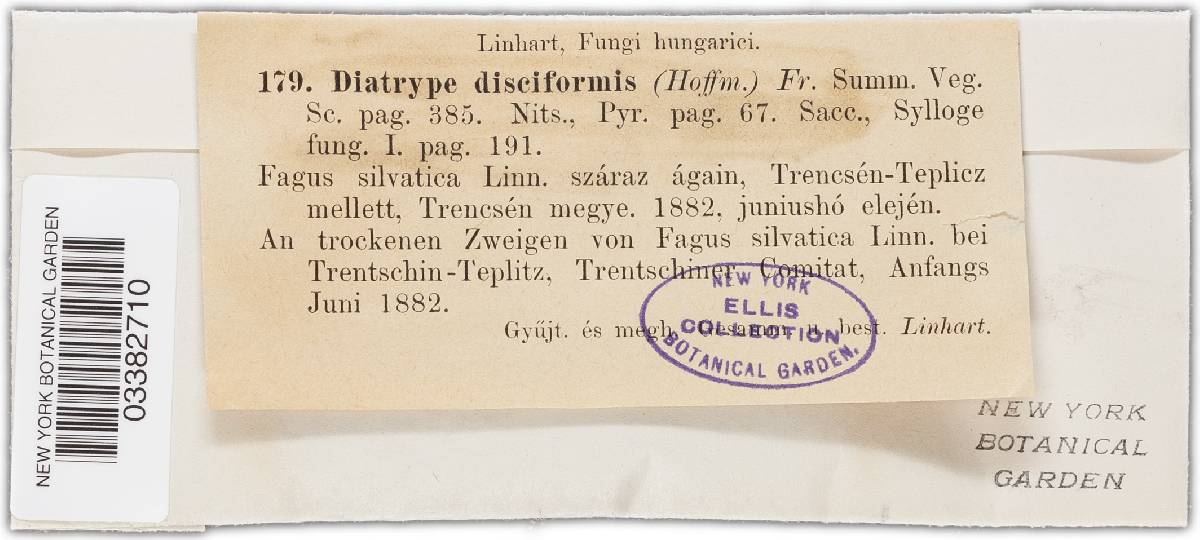 Linhart, Fungi hungarici.
179. Diatrype disciformis (Hoffm.) Fr. Summ. Veg.
Sc. pag. 385. Nits., Pyr. pag. 67. Sacc., Sylloge
fung. I. pag. 191.
Fagus silvatica Linn. száraz ágain, Trencsén-Teplicz
mellett, Trencsén megye. 1882, juniushó elején.
An trockenen Zweigen von Fagus silvatica Linn. bei
Trentschin-Teplitz, Trentschiner Comitat, Anfangs
Juni 1882.
Gyűjt. és megh. Gesamm. u. best. Linhart.
NEW YORK
ELLIS
COLLECTION
BOTANICAL GARDEN.
NEW YORK
BOTANICAL
GARDEN
NEW YORK BOTANICAL GARDEN
03382710